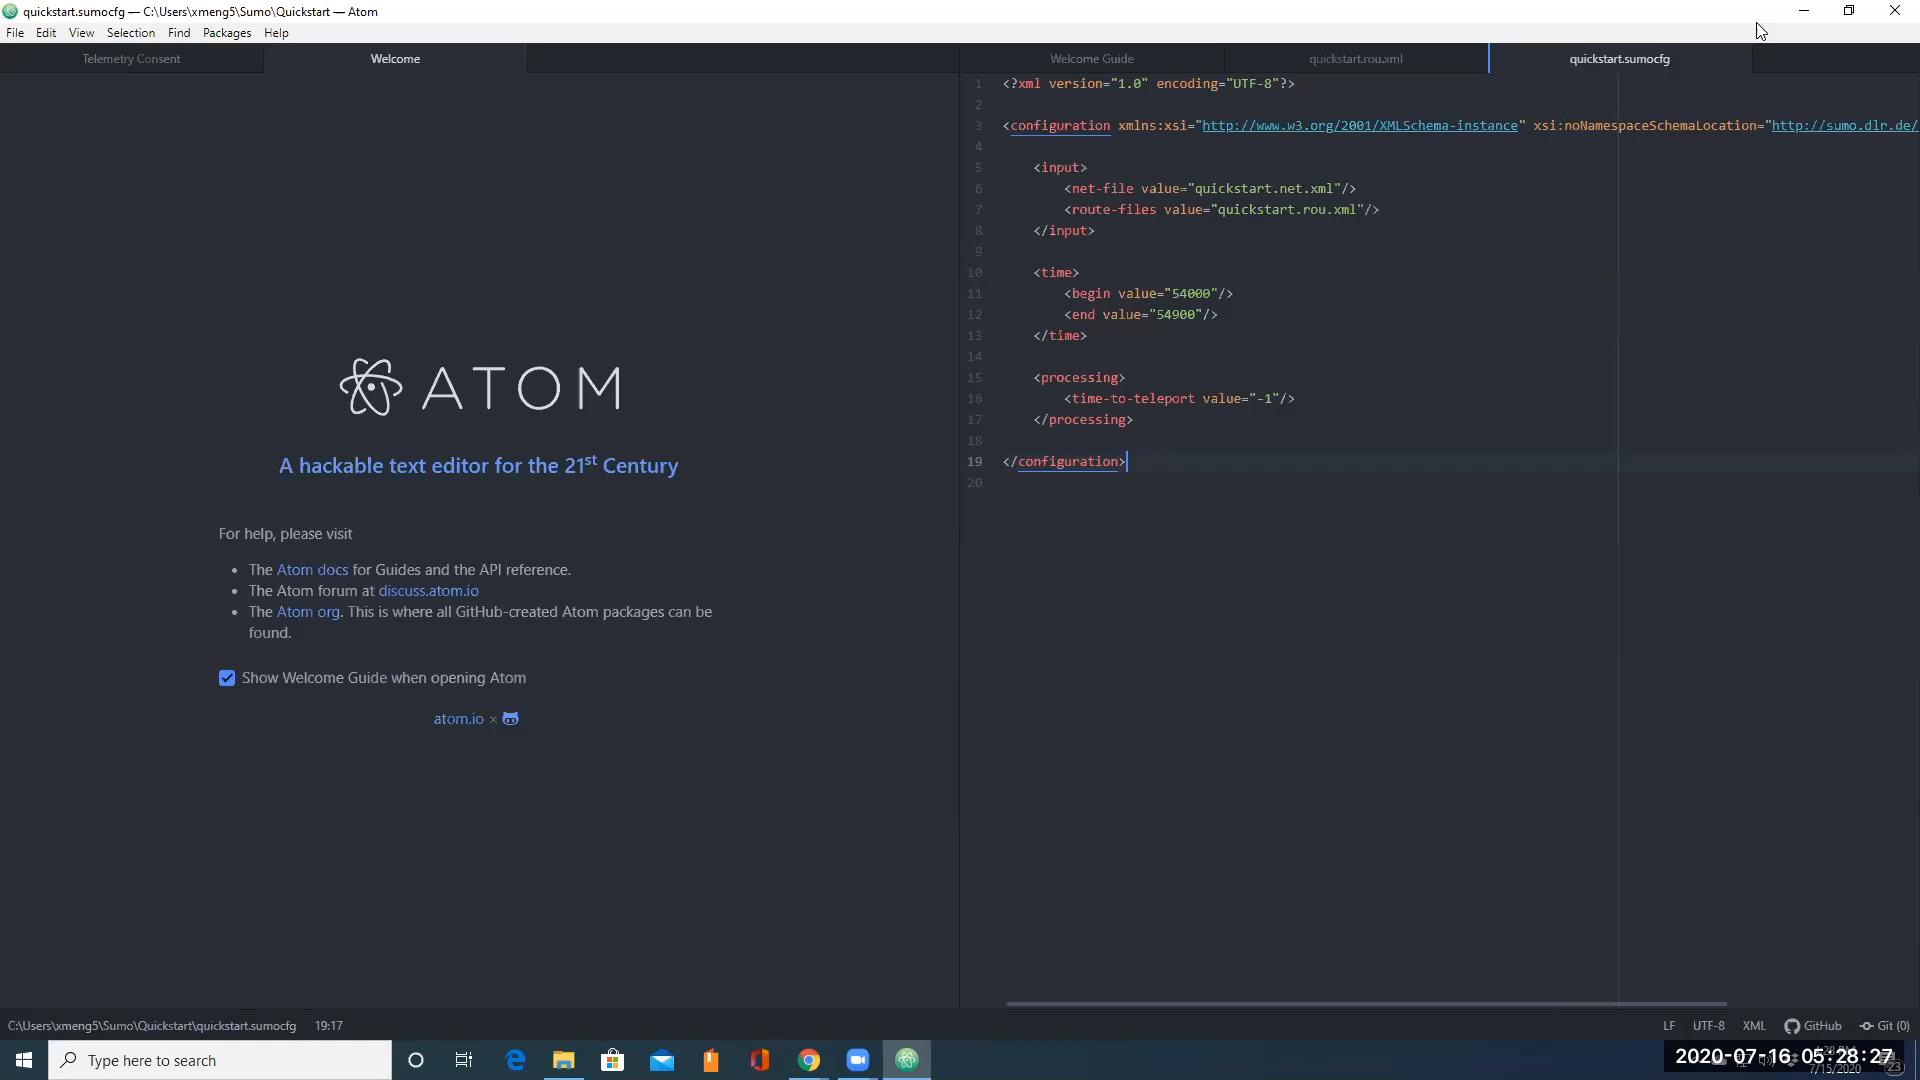 quickstart.sumocfg — C:\Users\xmeng5\Sumo\Quickstart — Atom
File Edit View Selection Find Packages Help
Telemetry Consent
Welcome
Welcome Guide
quickstart.rou.xml
quickstart.sumocfg
ATOM
A hackable text editor for the 21st Century
For help, please visit
• The Atom docs for Guides and the API reference.
• The Atom forum at discuss.atom.io
• The Atom org. This is where all GitHub-created Atom packages can be
found.
Show Welcome Guide when opening Atom
atom.io ×
1 <?xml version="1.0" encoding="UTF-8"?>
2
3 <configuration xmlns:xsi="http://www.w3.org/2001/XMLSchema-instance" xsi:noNamespaceSchemaLocation="http://sumo.dlr.de/
4
5 <input>
6 <net-file value="quickstart.net.xml"/>
7 <route-files value="quickstart.rou.xml"/>
8 </input>
9
10 <time>
11 <begin value="54000"/>
12 <end value="54900"/>
13 </time>
14
15 <processing>
16 <time-to-teleport value="-1"/>
17 </processing>
18
19 </configuration>
20
C:\Users\xmeng5\Sumo\Quickstart\quickstart.sumocfg 19:17
LF UTF-8 XML GitHub Git (0)
Type here to search
2020-07-16 05:28:27
7/15/2020
23